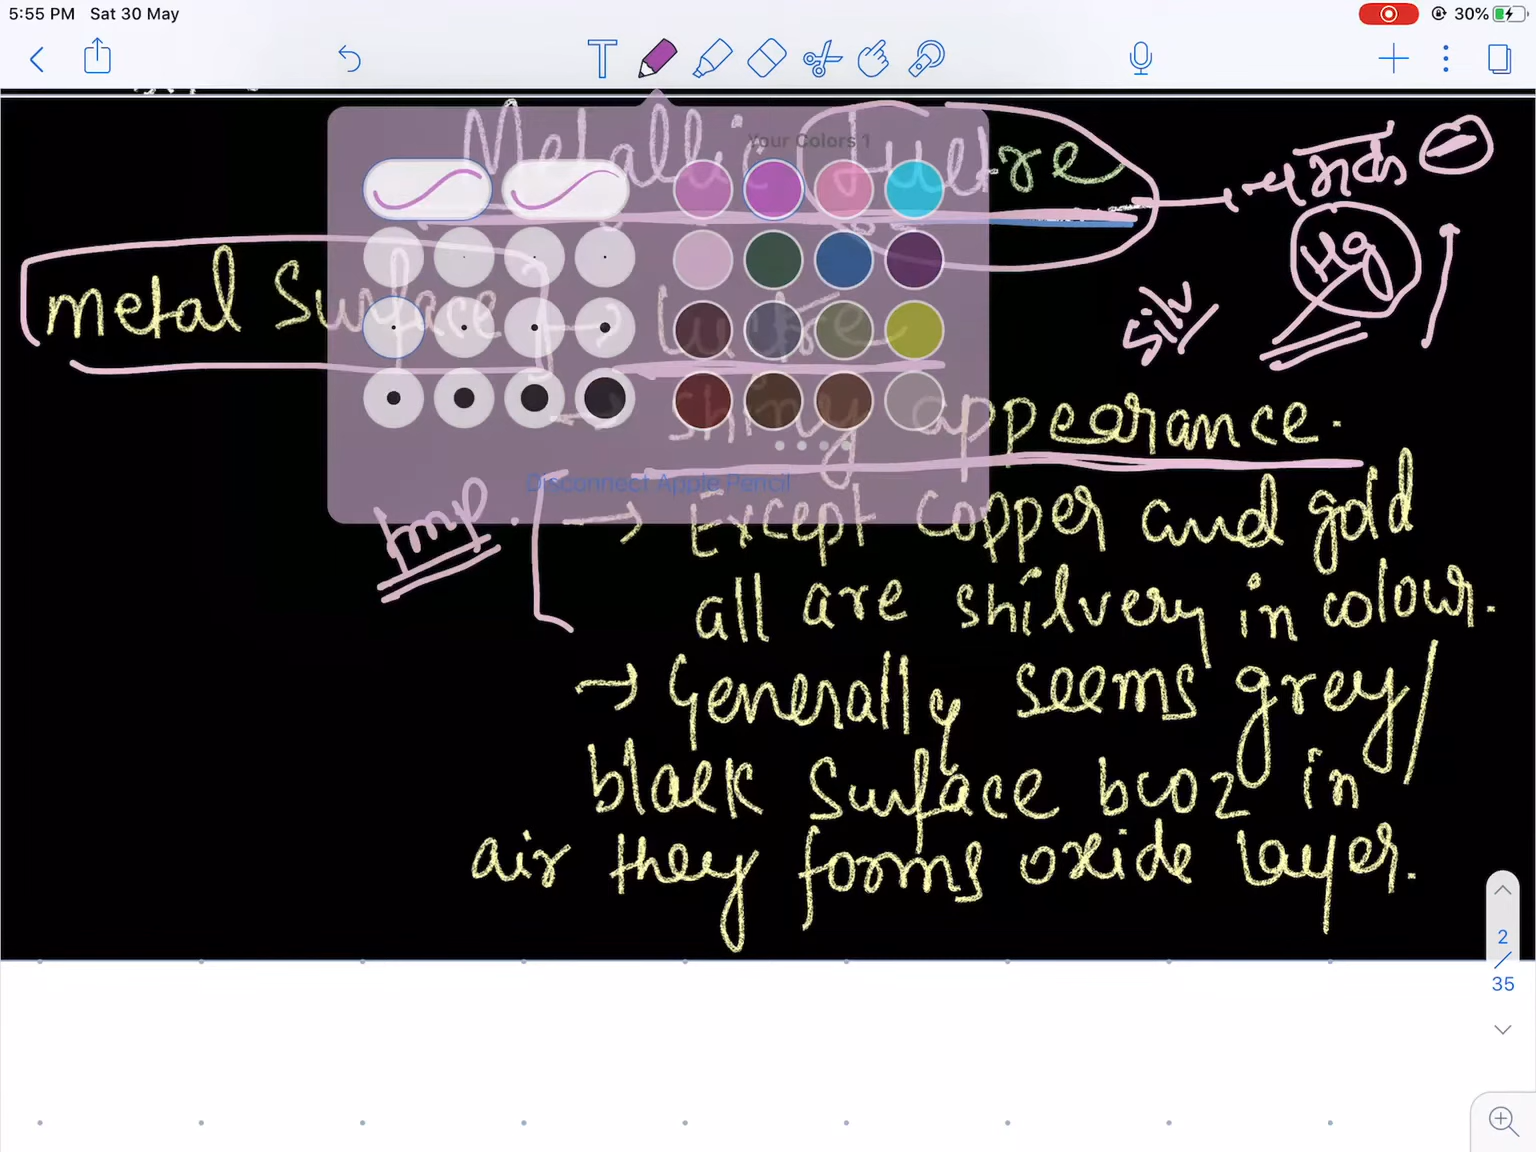 5:55 PM Sat 30 May
30%
Your Colors 1
Metallic Lustre
चमक
Hg
Silv
metal Surface → lustre
→ shiny appearance.
Disconnect Apple Pencil
Imp.
→ Except Copper and gold
all are shilvery in colour.
→ Generally seems grey/
black Surface bcoz in
air they forms oxide layer.
2
/
35